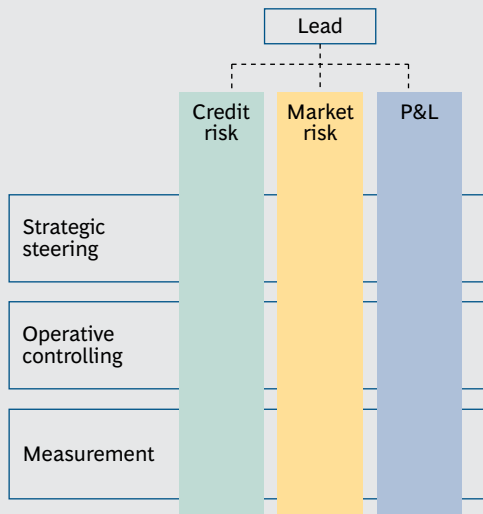 Lead
Credit
risk
Market
risk
P&L
Strategic
steering
Operative
controlling
Measurement